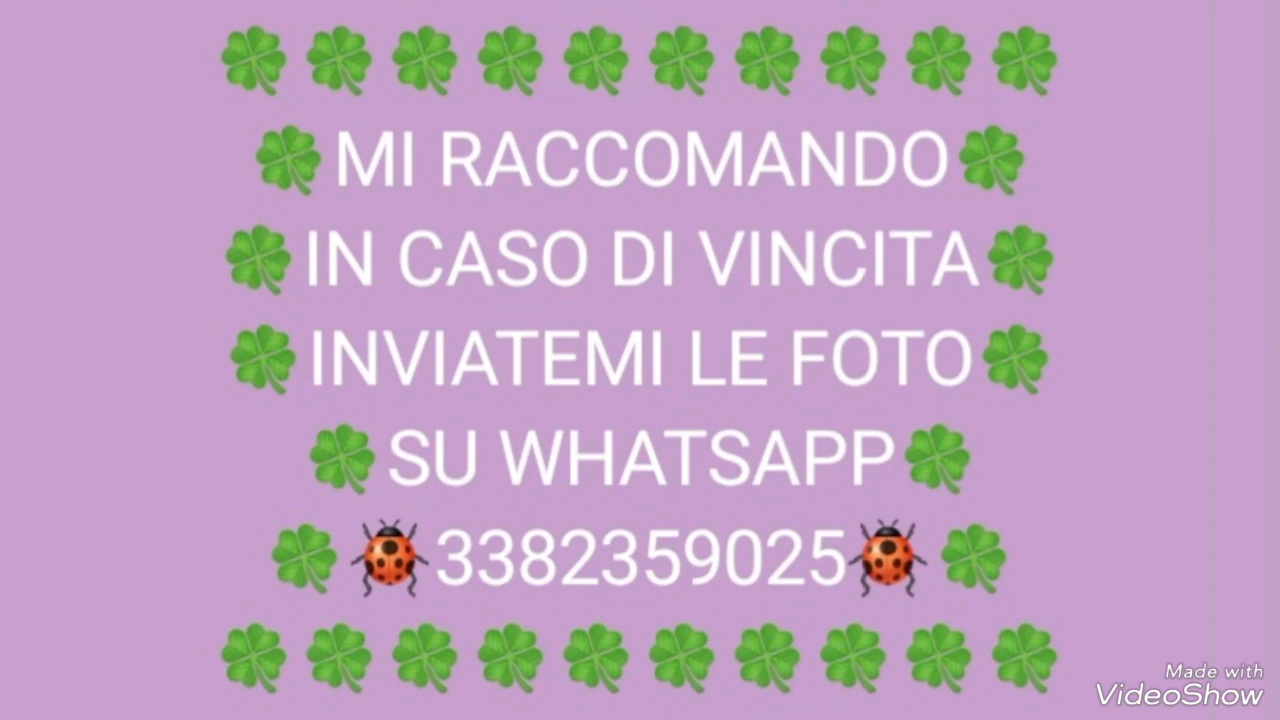 🍀🍀🍀🍀🍀🍀🍀🍀🍀🍀
🍀MI RACCOMANDO🍀
🍀IN CASO DI VINCITA🍀
🍀INVIATEMI LE FOTO🍀
🍀SU WHATSAPP🍀
🍀🐞3382359025🐞🍀
🍀🍀🍀🍀🍀🍀🍀🍀🍀🍀
Made with
VideoShow